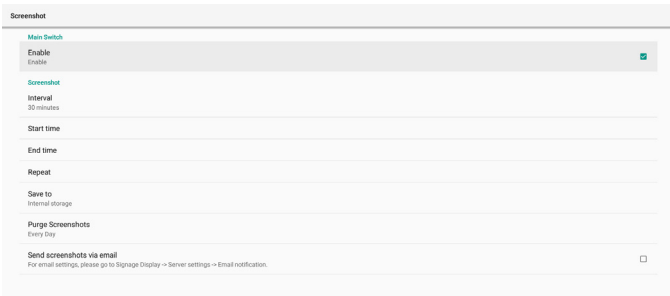 Screenshot
Main Switch
Enable
Enable
Screenshot
Interval
30 minutes
Start time
End time
Repeat
Save to
Internal storage
Purge Screenshots
Every Day
Send screenshots via email
For email settings, please go to Signage Display -> Server settings -> Email notification.